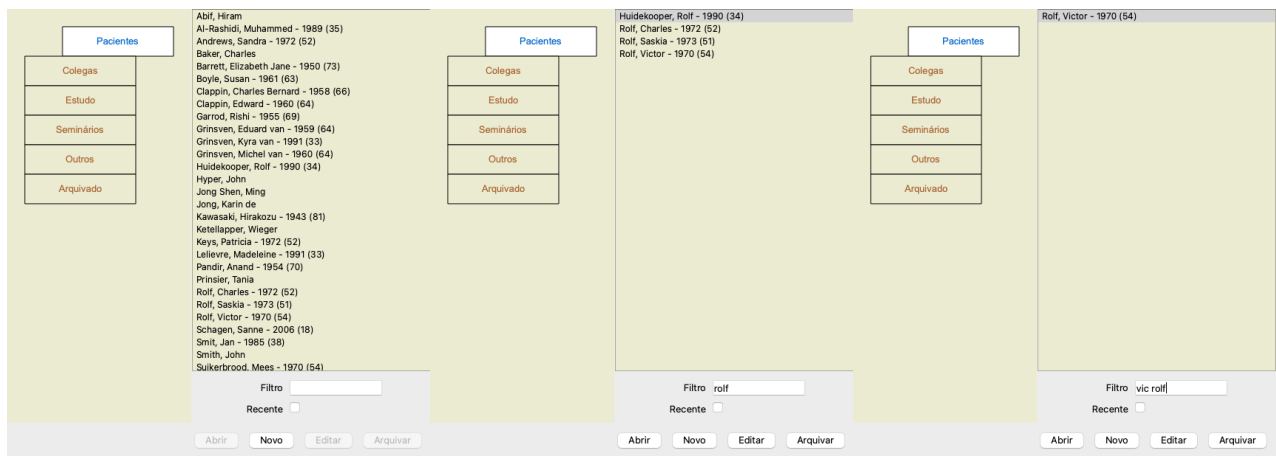 Pacientes
Colegas
Estudo
Seminários
Outros
Arquivado
Abif, Hiram
Al-Rashidi, Muhammed - 1989 (35)
Andrews, Sandra - 1972 (52)
Baker, Charles
Barrett, Elizabeth Jane - 1950 (73)
Boyle, Susan - 1961 (63)
Clappin, Charles Bernard - 1958 (66)
Clappin, Edward - 1960 (64)
Garrod, Rishi - 1955 (69)
Grinsven, Eduard van - 1959 (64)
Grinsven, Kyra van - 1991 (33)
Grinsven, Michel van - 1960 (64)
Huidekooper, Rolf - 1990 (34)
Hyper, John
Jong Shen, Ming
Jong, Karin de
Kawasaki, Hirakozu - 1943 (81)
Ketellapper, Wieger
Keys, Patricia - 1972 (52)
Lelievre, Madeleine - 1991 (33)
Pandir, Anand - 1954 (70)
Prinsier, Tania
Rolf, Charles - 1972 (52)
Rolf, Saskia - 1973 (51)
Rolf, Victor - 1970 (54)
Schagen, Sanne - 2006 (18)
Smit, Jan - 1985 (38)
Smith, John
Suikerbrood, Mees - 1970 (54)
Filtro
Recente
Abrir Novo Editar Arquivar
Pacientes
Colegas
Estudo
Seminários
Outros
Arquivado
Huidekooper, Rolf - 1990 (34)
Rolf, Charles - 1972 (52)
Rolf, Saskia - 1973 (51)
Rolf, Victor - 1970 (54)
Filtro rolf
Recente
Abrir Novo Editar Arquivar
Pacientes
Colegas
Estudo
Seminários
Outros
Arquivado
Rolf, Victor - 1970 (54)
Filtro vic rolf
Recente
Abrir Novo Editar Arquivar